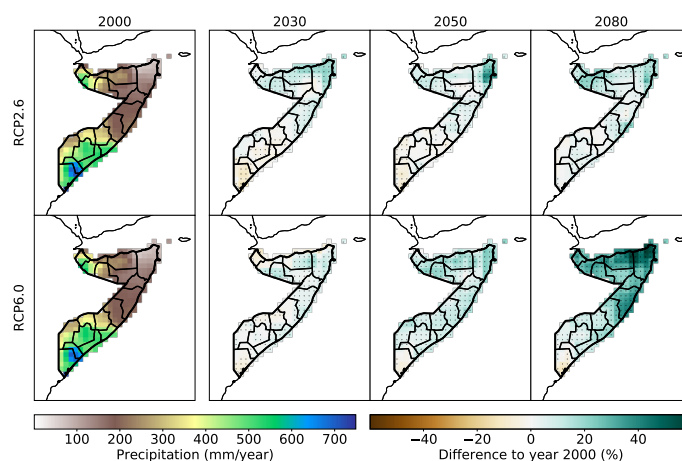 2000 2030 2050 2080
RCP2.6
RCP6.0
100 200 300 400 500 600 700
Precipitation (mm/year)
−40 −20 0 20 40
Difference to year 2000 (%)